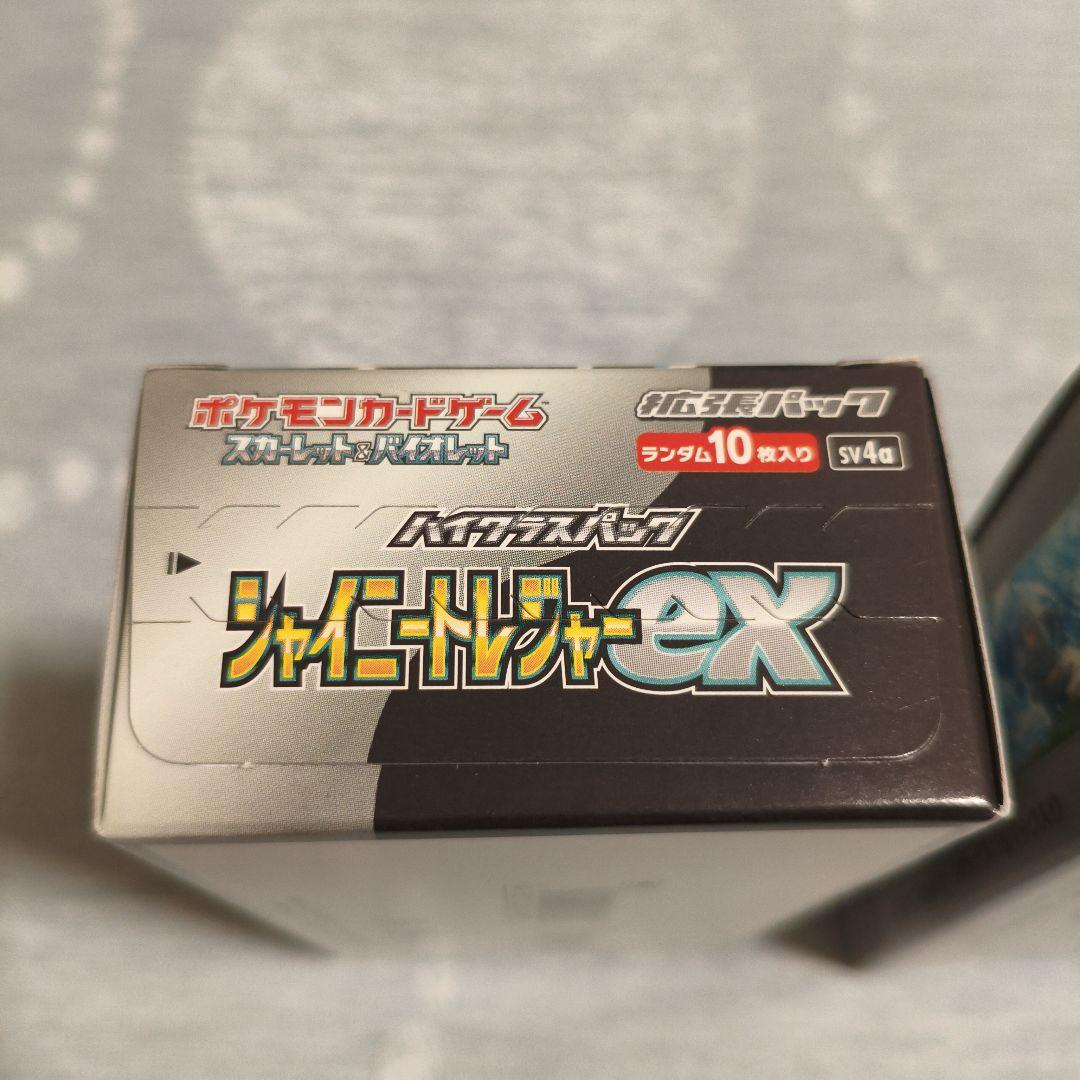 ポケモンカードゲーム
スカーレット&バイオレット
拡張パック
ランダム10枚入り SV4a
ハイクラスパック
シャイニートレジャーex